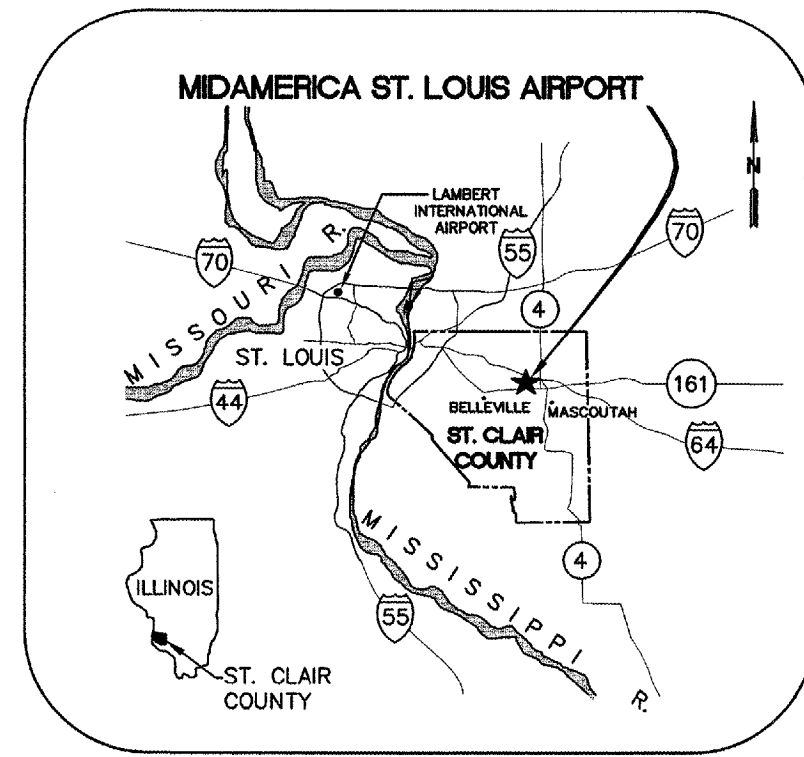 MIDAMERICA ST. LOUIS AIRPORT
N
LAMBERT
INTERNATIONAL
AIRPORT
70
55
70
MISSOURI R.
4
ST. LOUIS
161
44
BELLEVILLE
MASCOUTAH
ST. CLAIR
COUNTY
64
MISSISSIPPI R.
4
ILLINOIS
55
ST. CLAIR
COUNTY